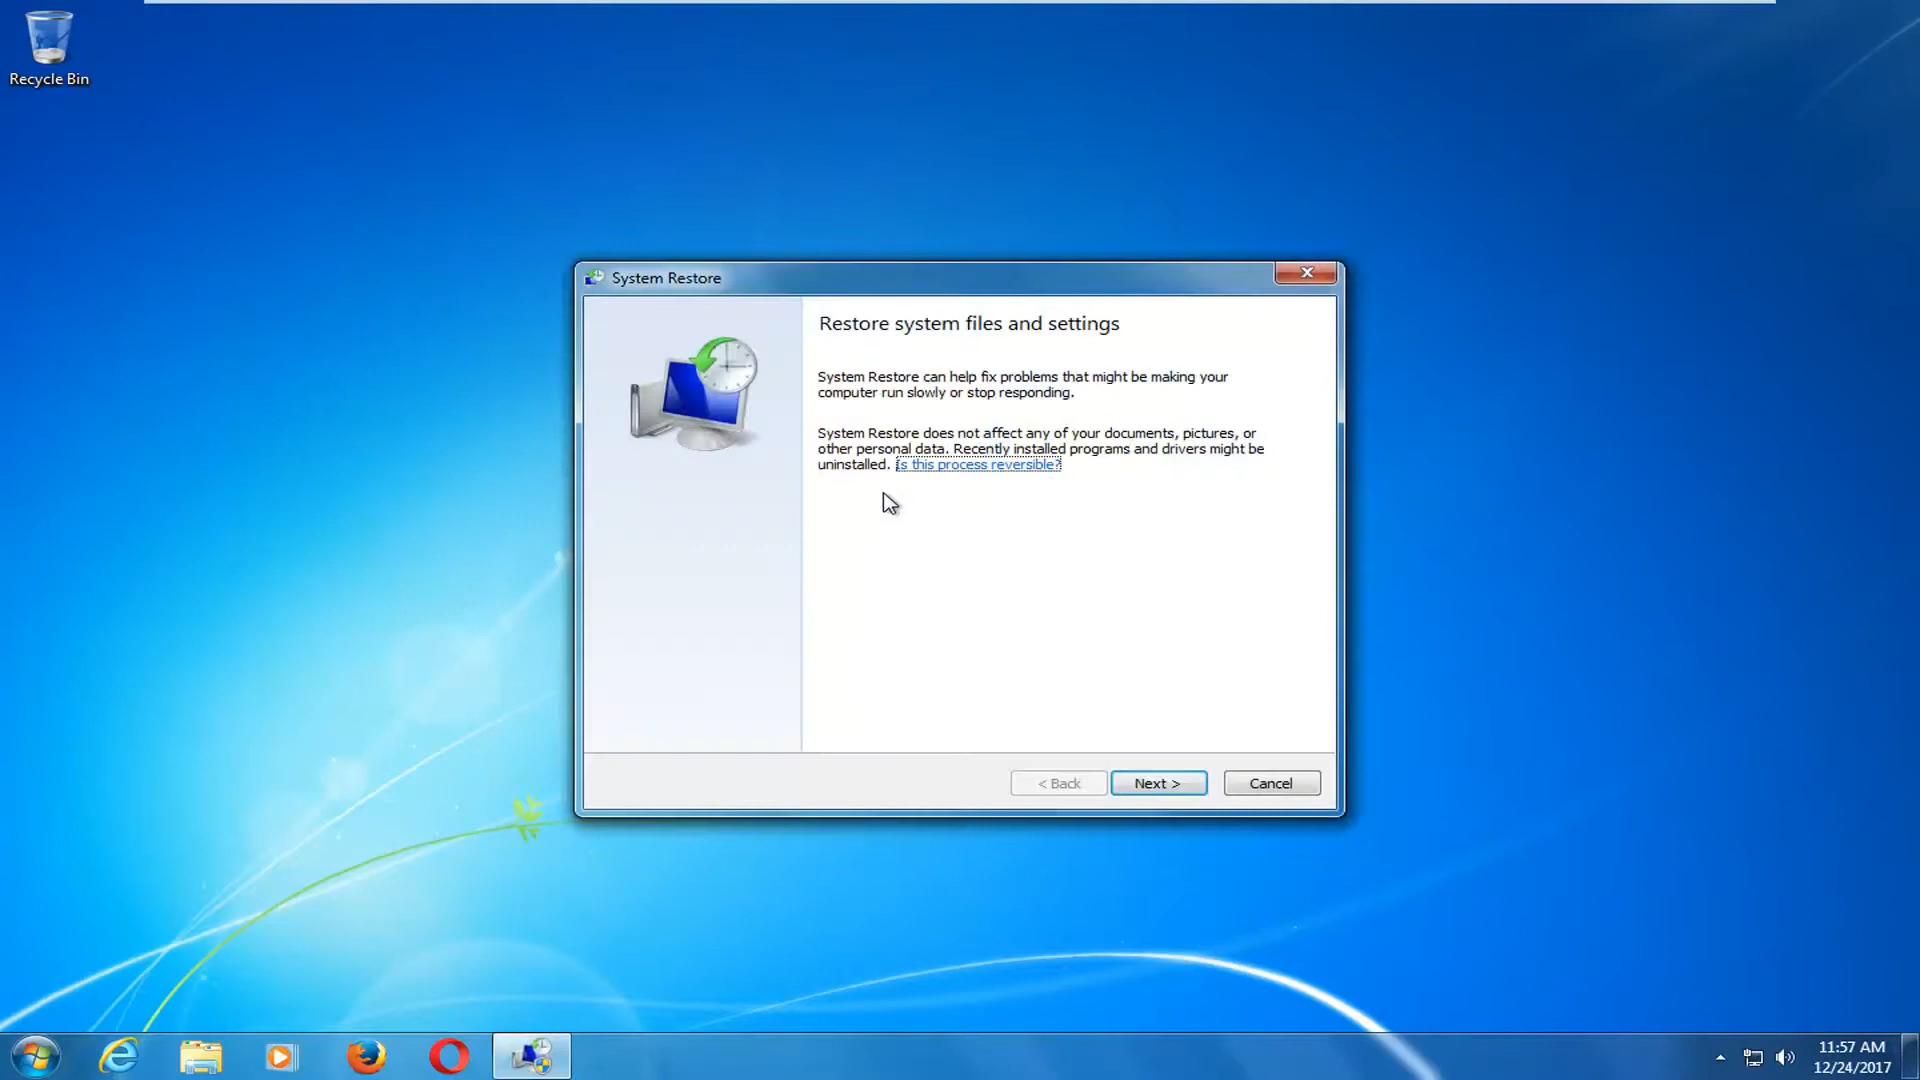 Recycle Bin
System Restore
Restore system files and settings
System Restore can help fix problems that might be making your
computer run slowly or stop responding.
System Restore does not affect any of your documents, pictures, or
other personal data. Recently installed programs and drivers might be
uninstalled. Is this process reversible?
< Back
Next >
Cancel
11:57 AM
12/24/2017